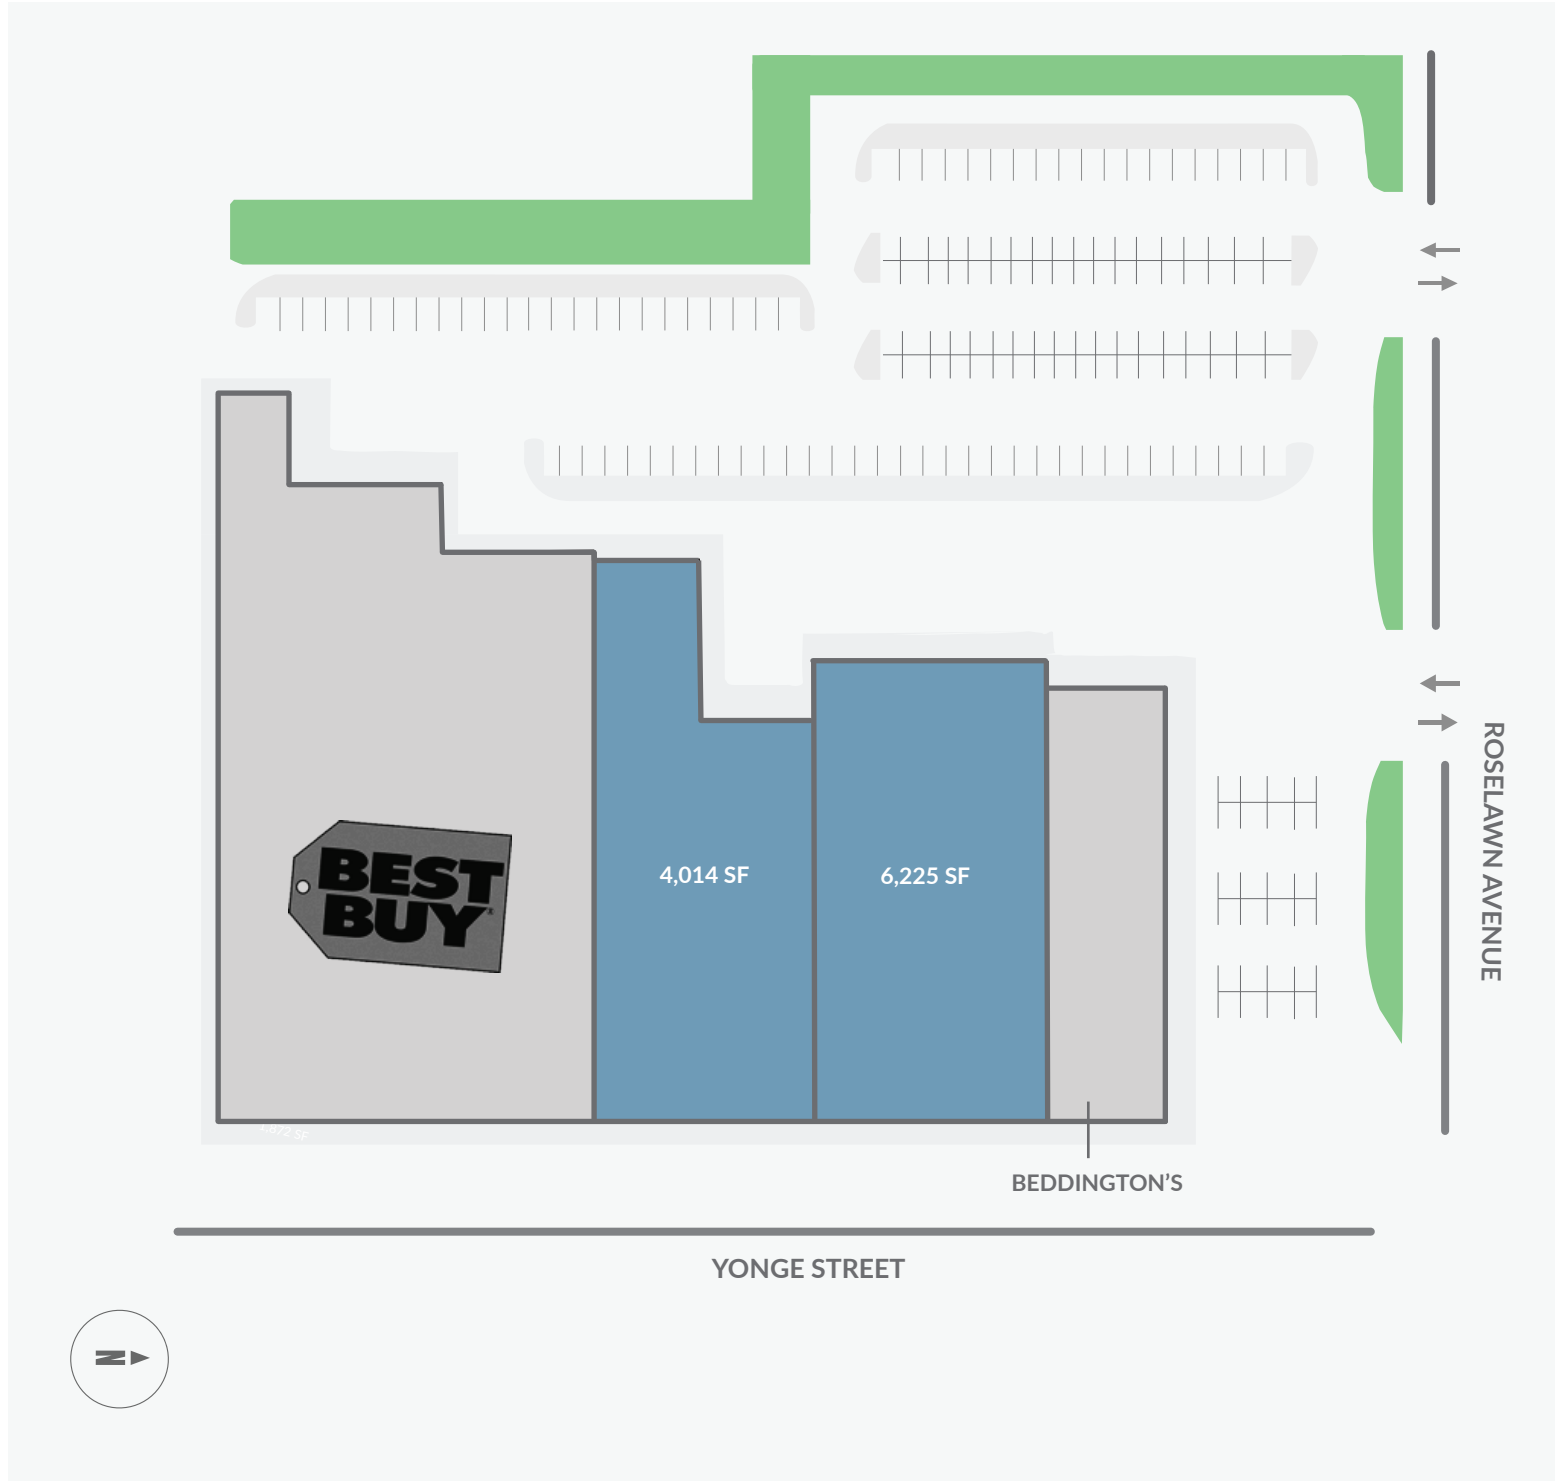 BEST
BUY
®
4,014 SF
6,225 SF
ROSELAWN AVENUE
BEDDINGTON’S
YONGE STREET
N